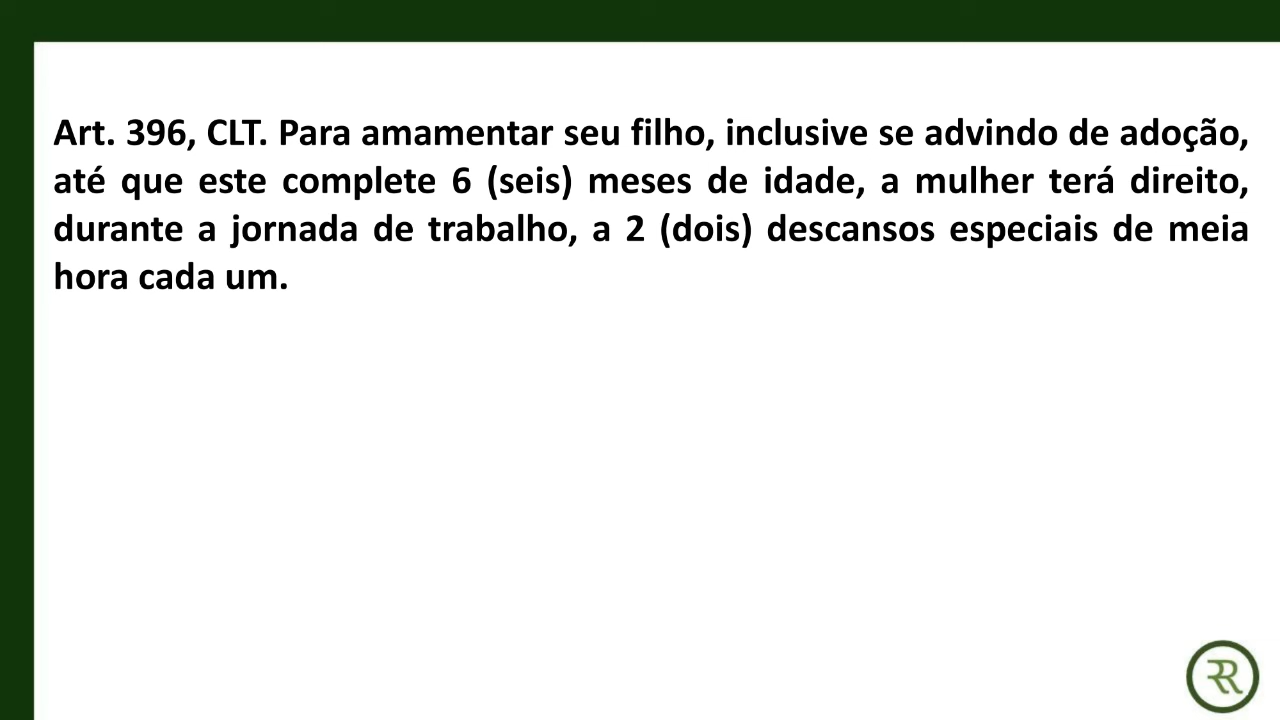 Art. 396, CLT. Para amamentar seu filho, inclusive se advindo de adoção,
até que este complete 6 (seis) meses de idade, a mulher terá direito,
durante a jornada de trabalho, a 2 (dois) descansos especiais de meia
hora cada um.